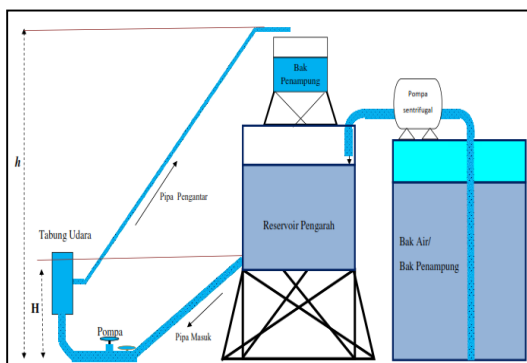 Bak
Penampung
Pompa
sentrifugal
h
Pipa Pengantar
Tabung Udara
Reservoir Pengarah
Bak Air/
Bak Penampung
H
Pompa
Pipa Masuk